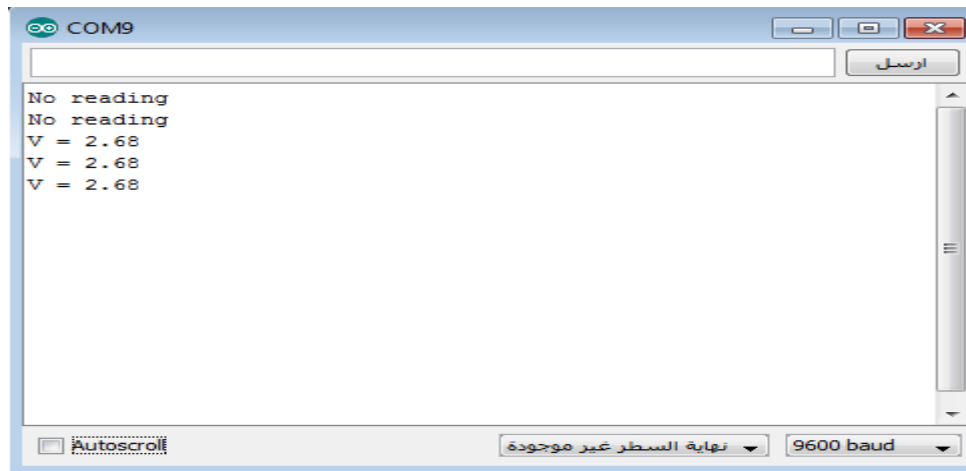 COM9
ارسل
No reading
No reading
V = 2.68
V = 2.68
V = 2.68
Autoscroll
نهاية السطر غير موجودة
9600 baud